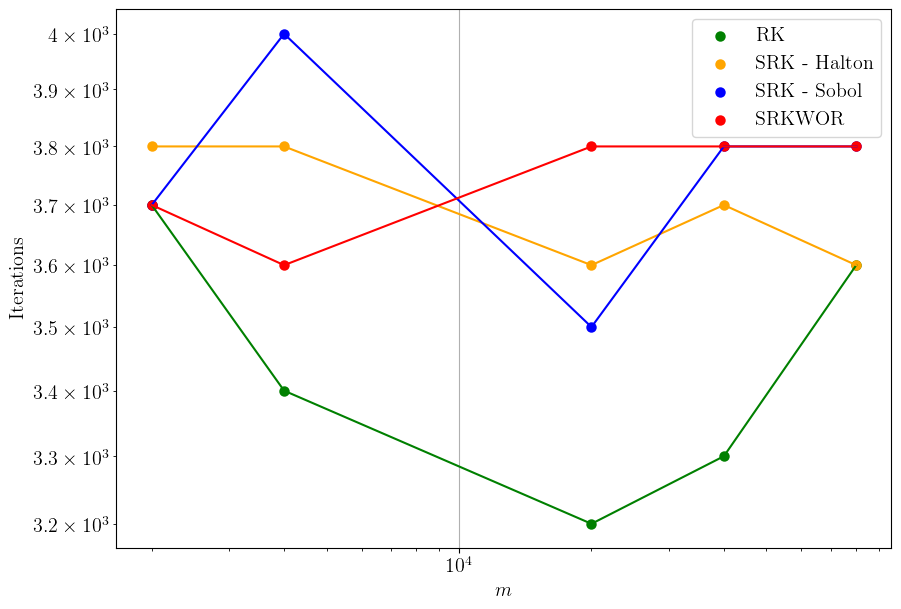 4 × 10³
3.9 × 10³
3.8 × 10³
3.7 × 10³
3.6 × 10³
3.5 × 10³
3.4 × 10³
3.3 × 10³
3.2 × 10³
Iterations
10⁴
m
RK
SRK - Halton
SRK - Sobol
SRKWOR